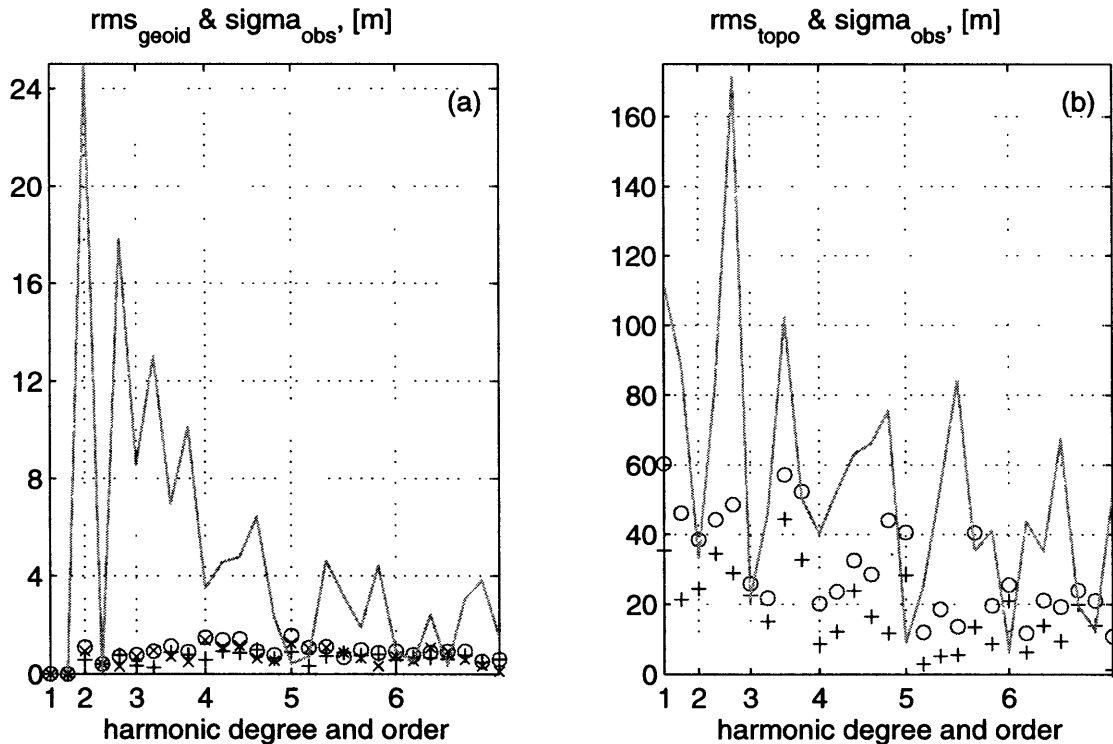 rms_geoid & sigma_obs, [m]
rms_topo & sigma_obs, [m]
(a)
(b)
24
20
16
12
8
4
0
160
140
120
100
80
60
40
20
0
1 2 3 4 5 6
1 2 3 4 5 6
harmonic degree and order
harmonic degree and order